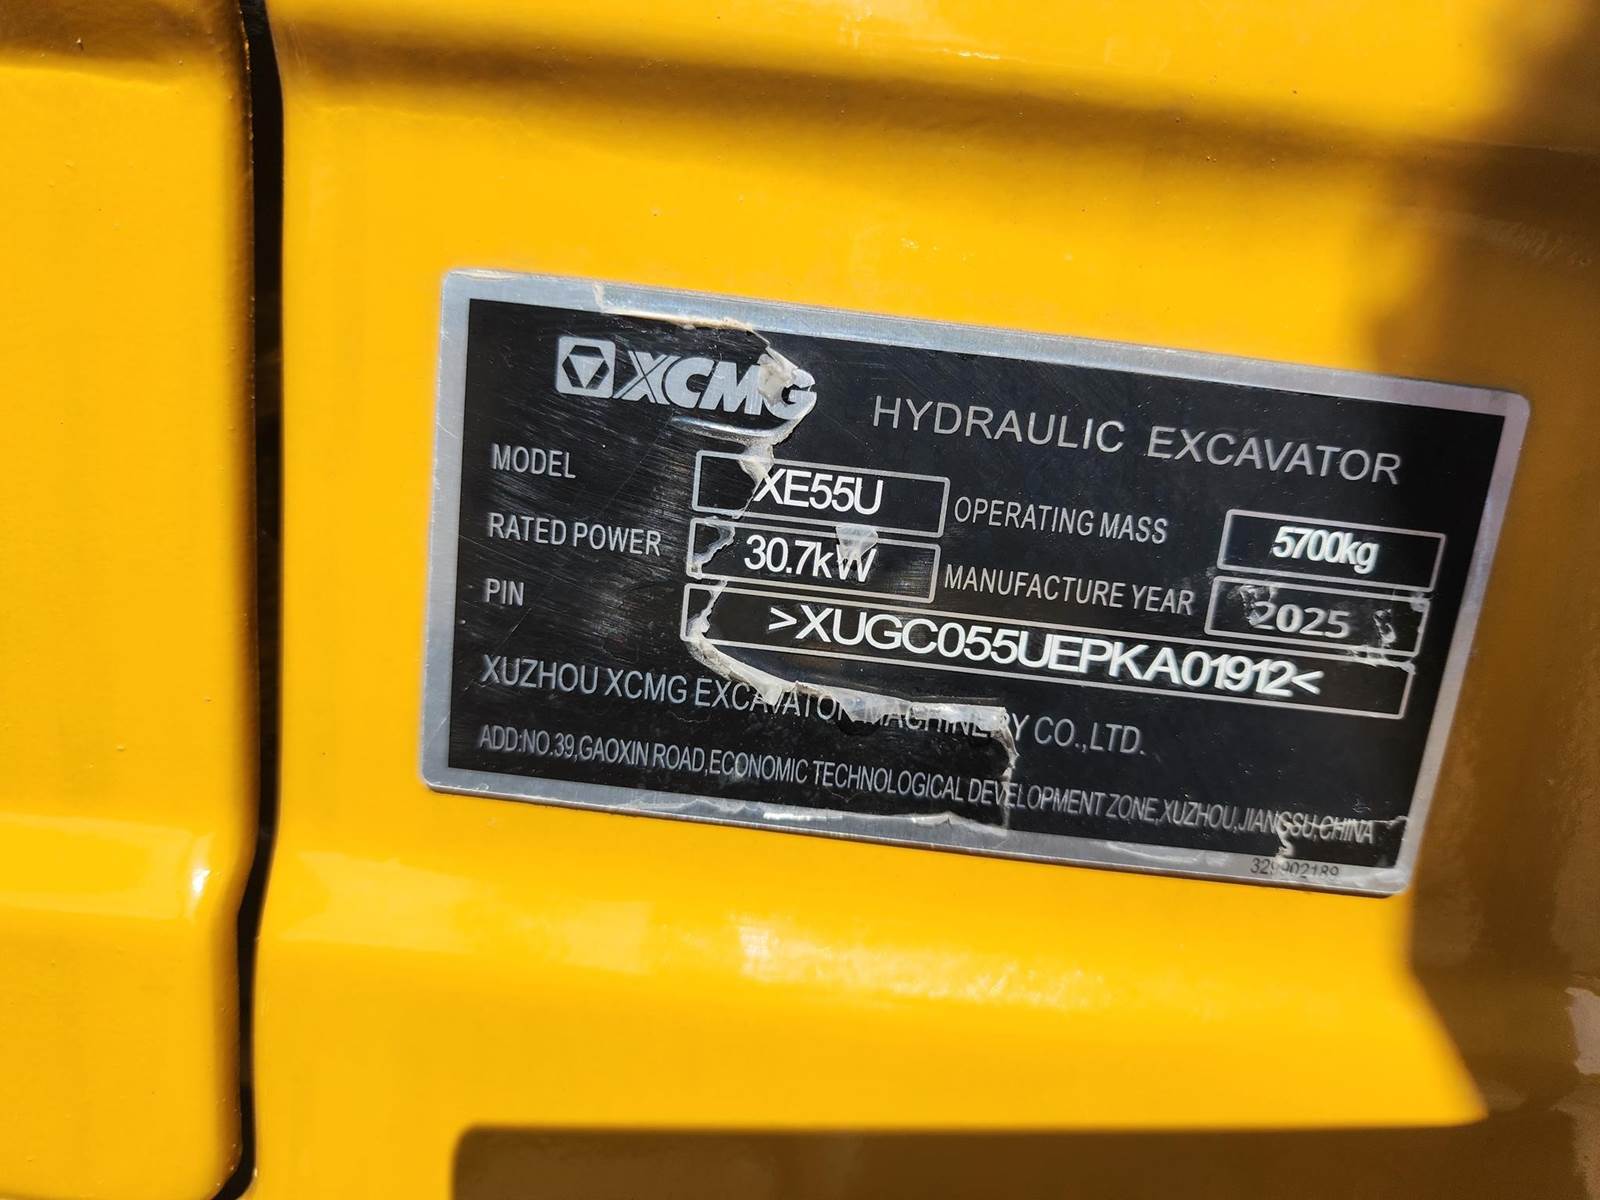 XCMG HYDRAULIC EXCAVATOR
MODEL XE55U OPERATING MASS 5700kg
RATED POWER 30.7kW MANUFACTURE YEAR 2025
PIN >XUGC055UEPKA01912<
XUZHOU XCMG EXCAVATOR MACHINERY CO.,LTD.
ADD:NO.39,GAOXIN ROAD,ECONOMIC TECHNOLOGICAL DEVELOPMENT ZONE,XUZHOU,JIANGSU,CHINA
329902189